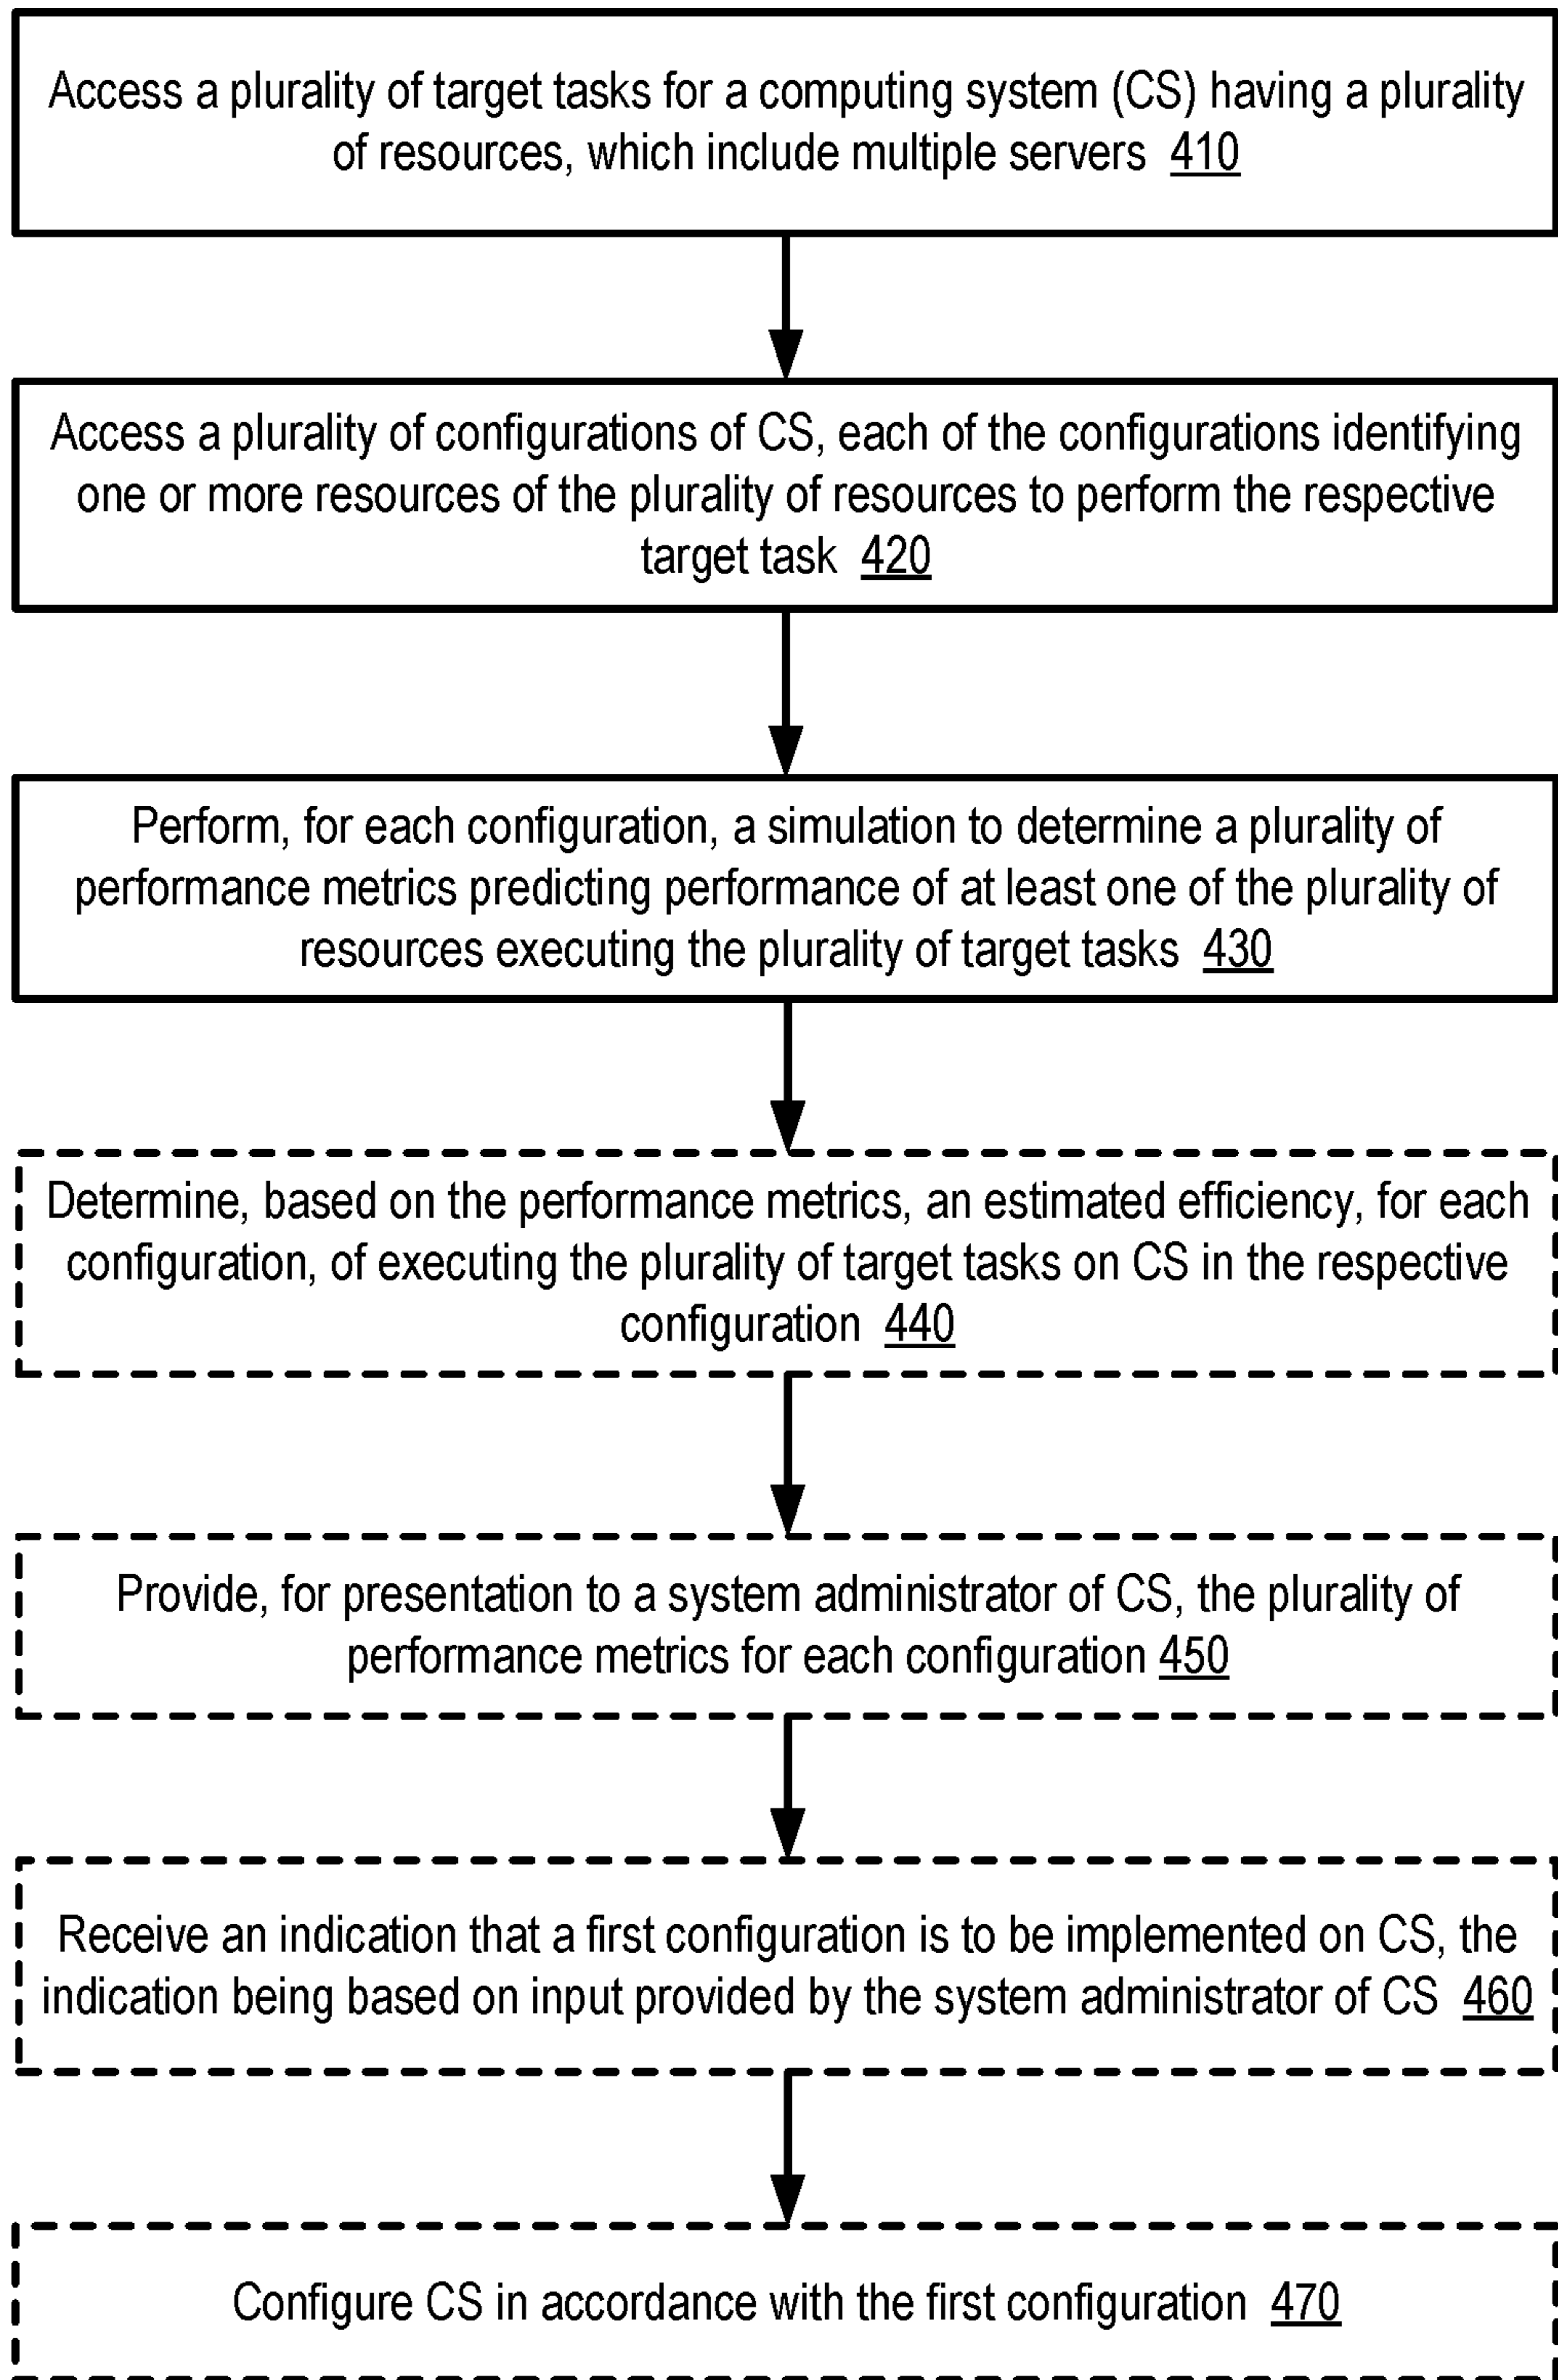 Access a plurality of target tasks for a computing system (CS) having a plurality
of resources, which include multiple servers 410
Access a plurality of configurations of CS, each of the configurations identifying
one or more resources of the plurality of resources to perform the respective
target task 420
Perform, for each configuration, a simulation to determine a plurality of
performance metrics predicting performance of at least one of the plurality of
resources executing the plurality of target tasks 430
Determine, based on the performance metrics, an estimated efficiency, for each
configuration, of executing the plurality of target tasks on CS in the respective
configuration 440
Provide, for presentation to a system administrator of CS, the plurality of
performance metrics for each configuration 450
Receive an indication that a first configuration is to be implemented on CS, the
indication being based on input provided by the system administrator of CS 460
Configure CS in accordance with the first configuration 470